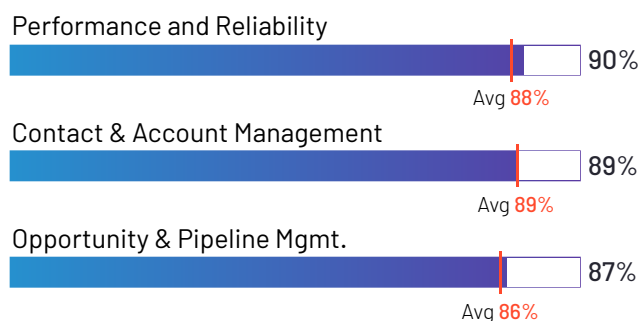 Performance and Reliability
90%
Avg 88%
Contact & Account Management
89%
Avg 89%
Opportunity & Pipeline Mgmt.
87%
Avg 86%